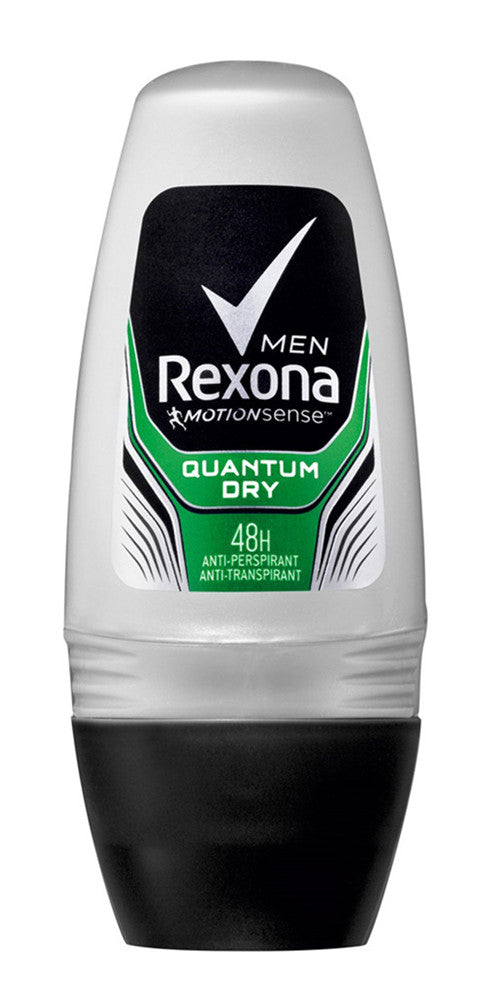 MEN
Rexona
MOTIONsense™
QUANTUM
DRY
48H
ANTI-PERSPIRANT
ANTI-TRANSPIRANT